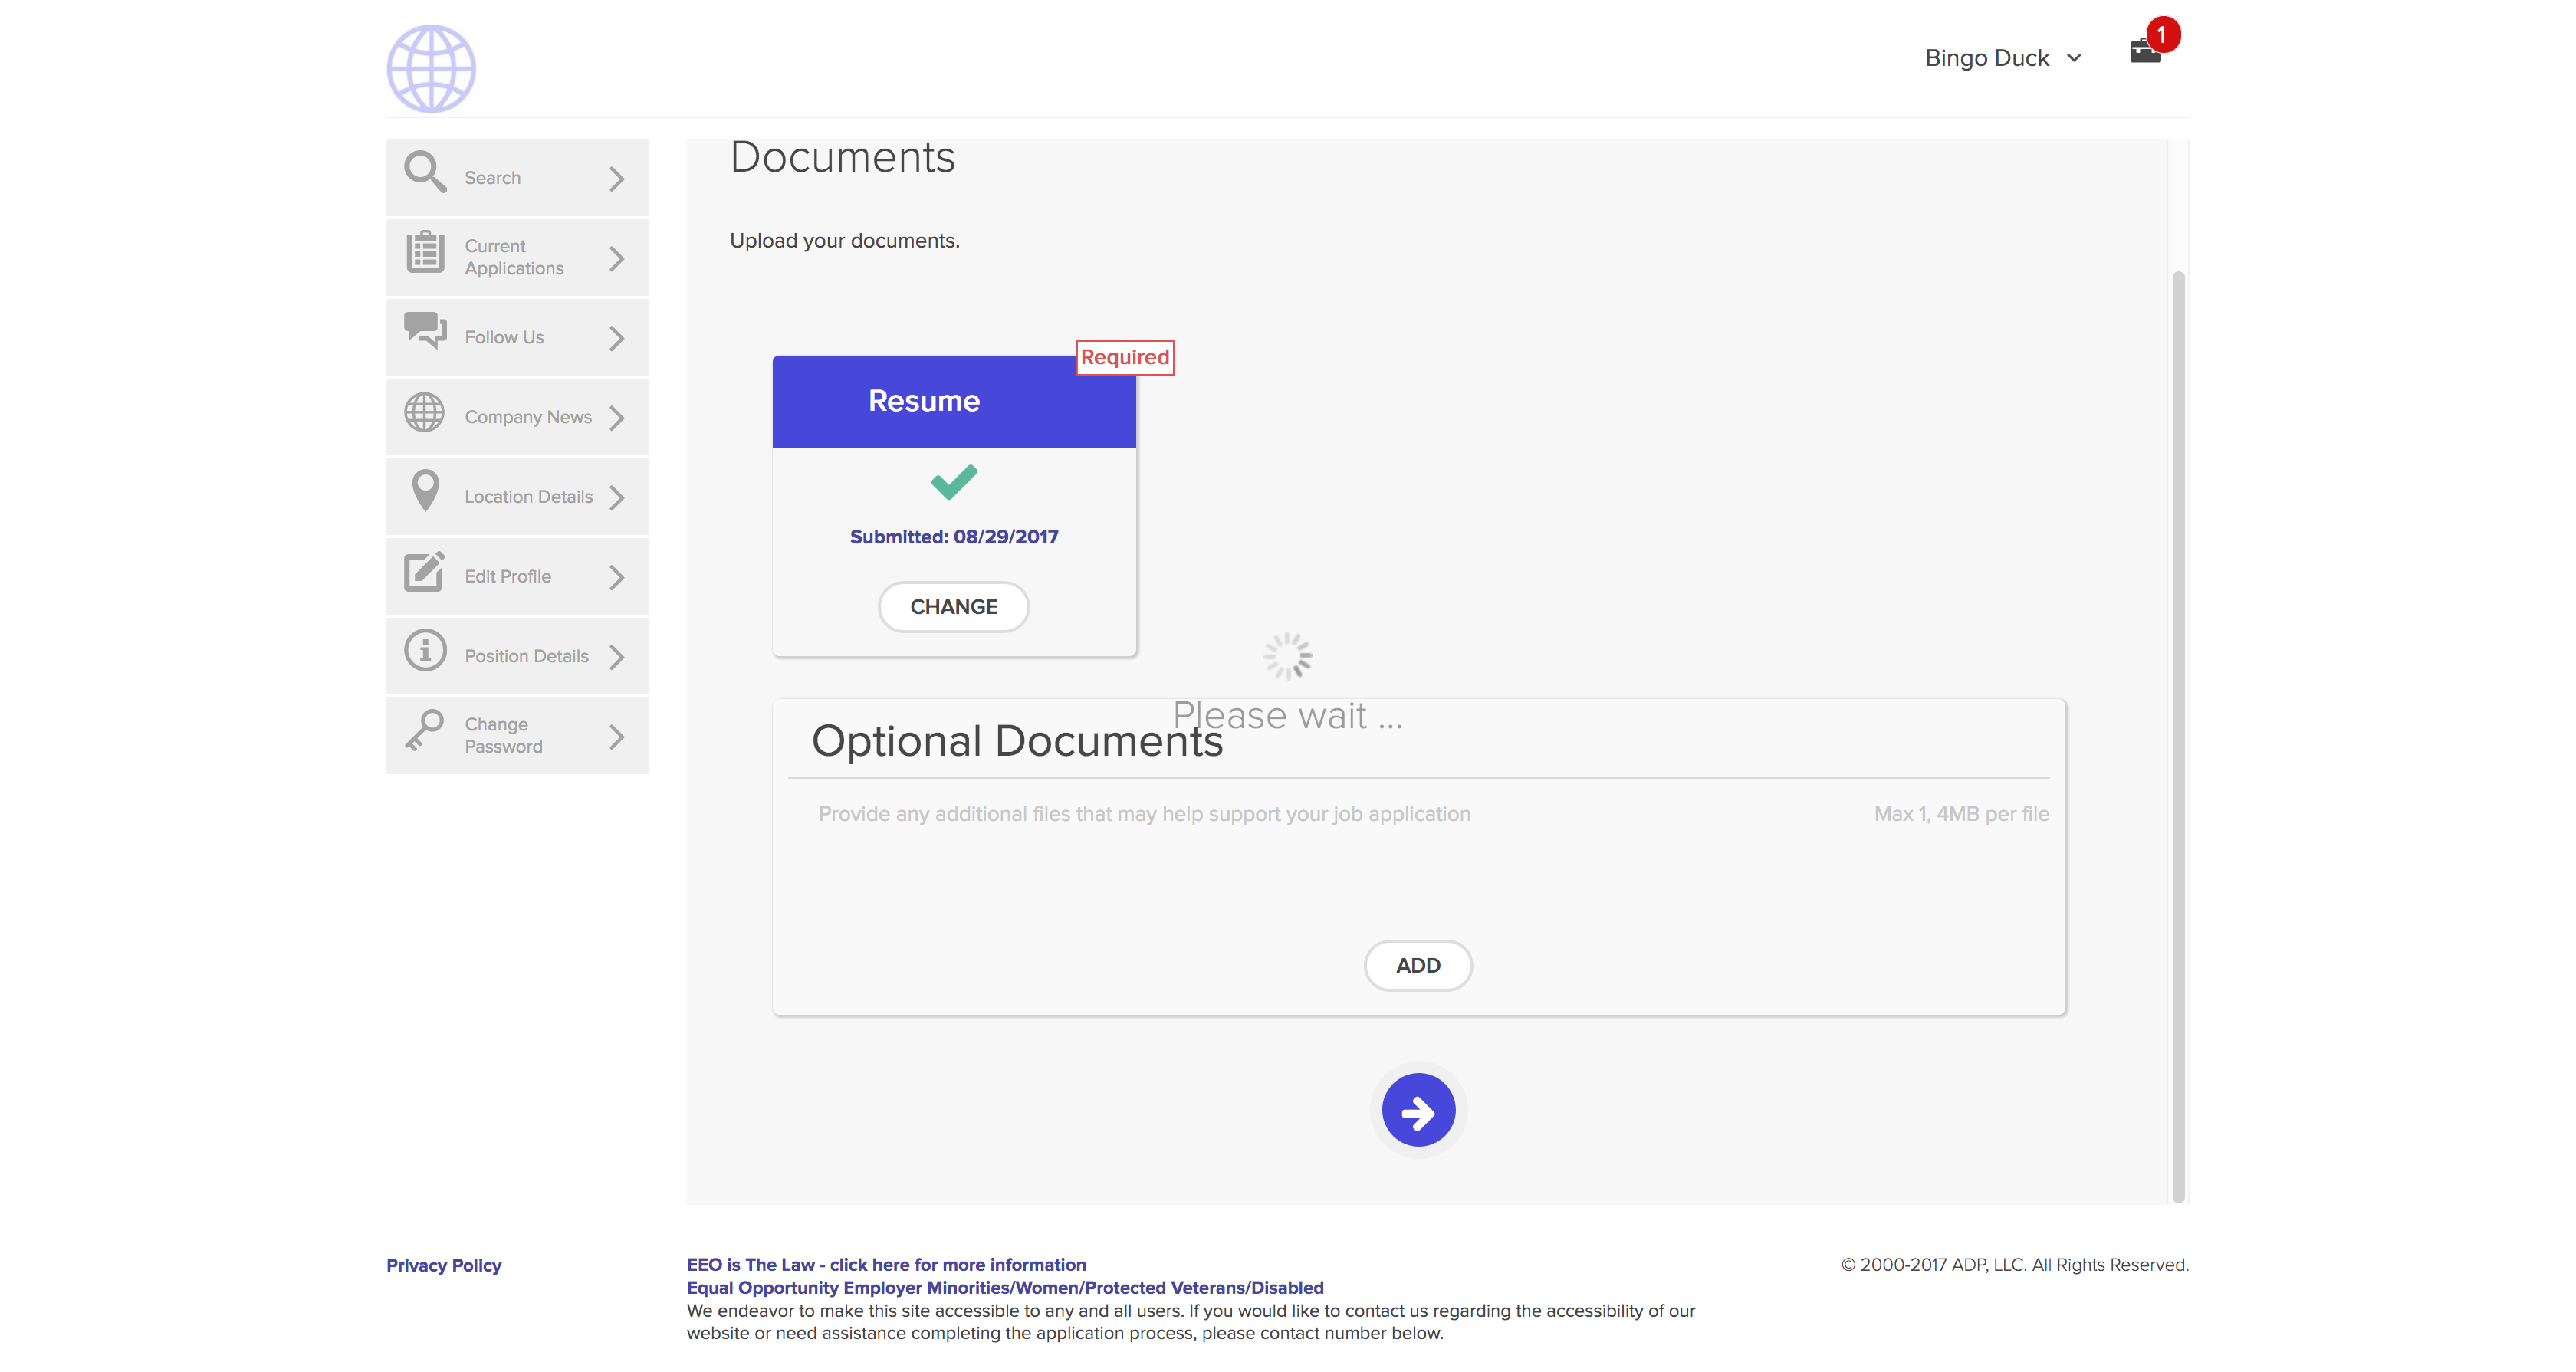 Bingo Duck
1
Search
Current
Applications
Follow Us
Company News
Location Details
Edit Profile
Position Details
Change
Password
Documents
Upload your documents.
Required
Resume
Submitted: 08/29/2017
CHANGE
Please wait ...
Optional Documents
Provide any additional files that may help support your job application
Max 1, 4MB per file
ADD
Privacy Policy
EEO is The Law - click here for more information
Equal Opportunity Employer Minorities/Women/Protected Veterans/Disabled
We endeavor to make this site accessible to any and all users. If you would like to contact us regarding the accessibility of our
website or need assistance completing the application process, please contact number below.
© 2000-2017 ADP, LLC. All Rights Reserved.